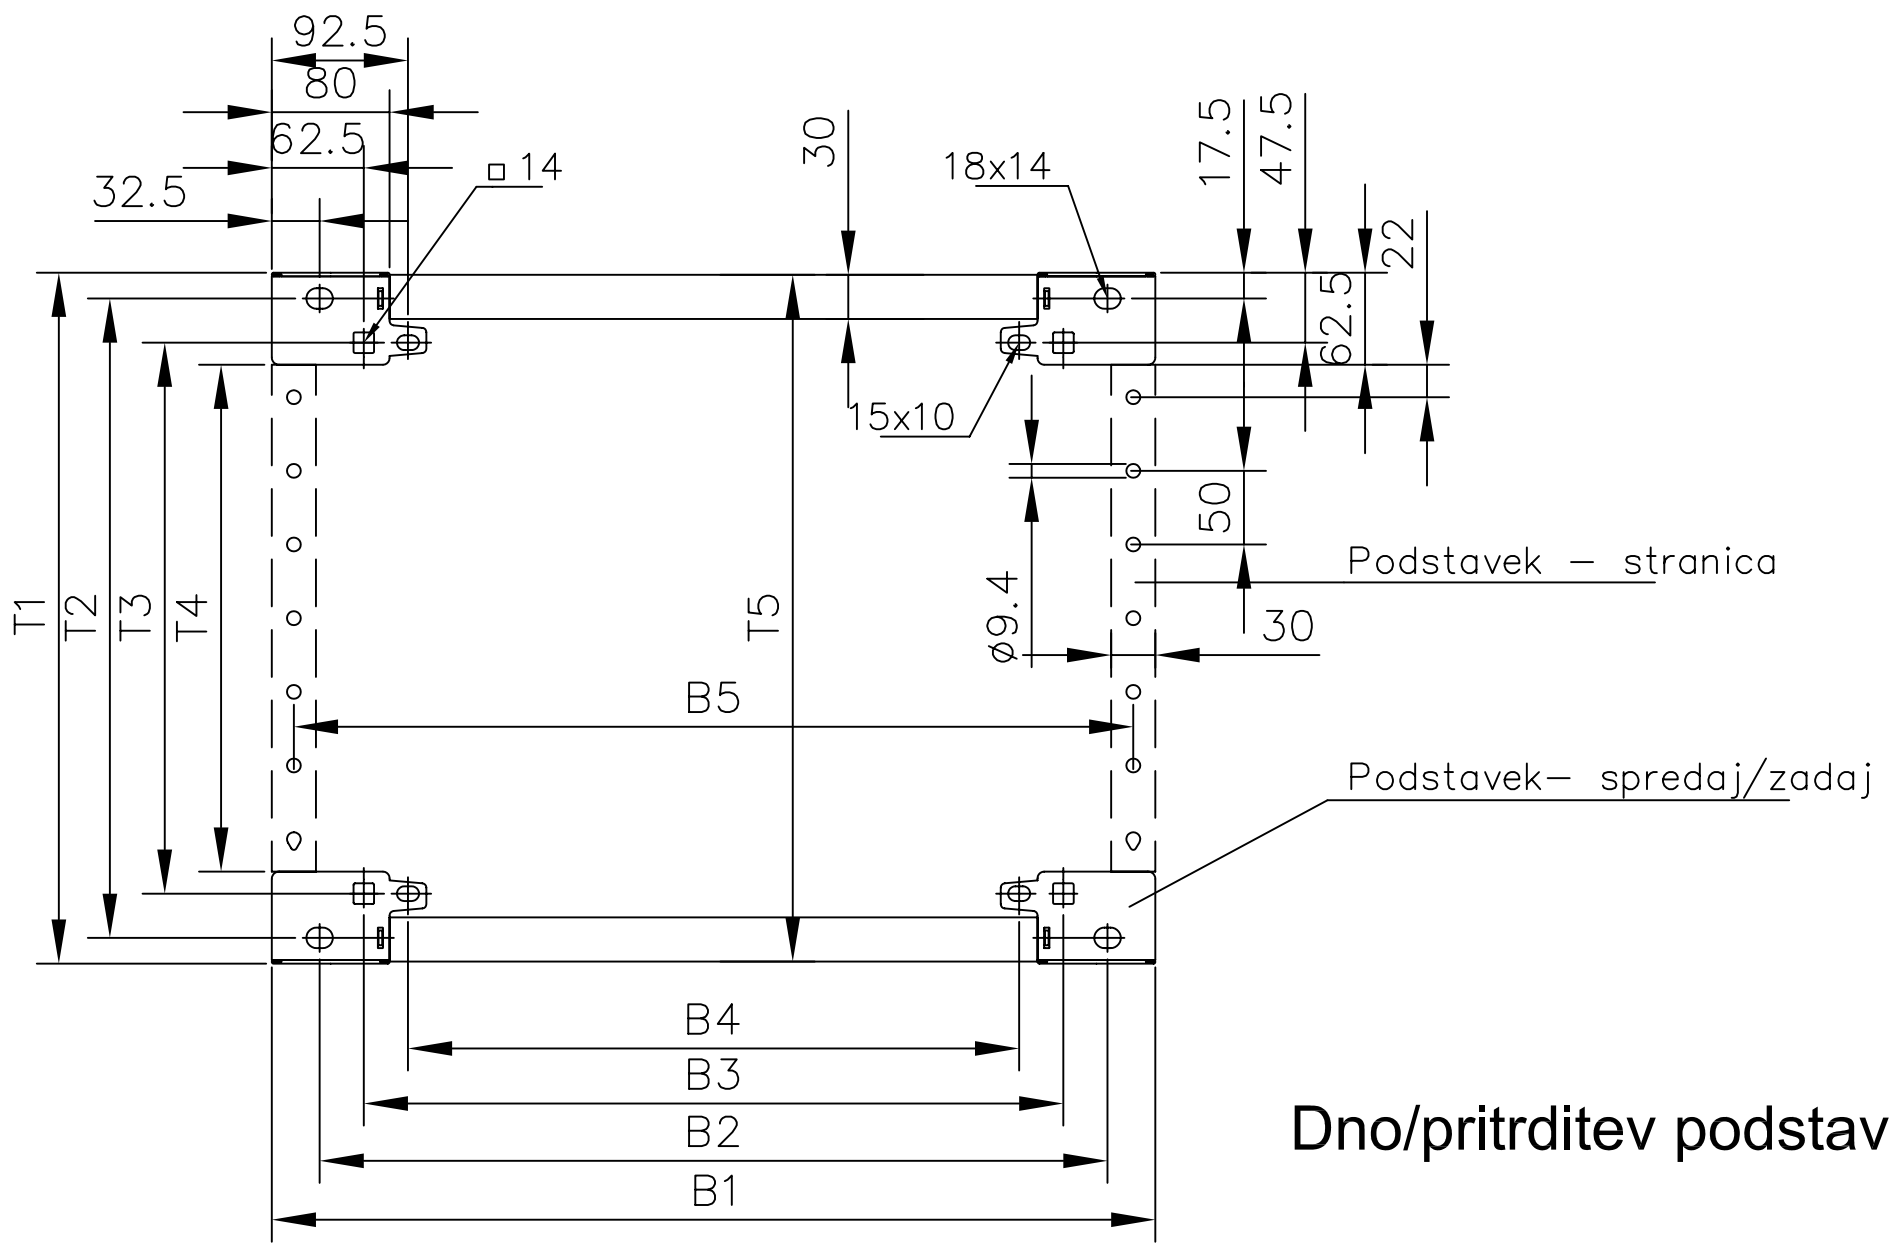 92.5
80
62.5
32.5
□ 14
30
18x14
17.5
47.5
22
62.5
15x10
50
ø9.4
30
T1
T2
T3
T4
T5
Podstavek – stranica
B5
Podstavek– spredaj/zadaj
B4
B3
B2
B1
Dno/pritrditev podstav